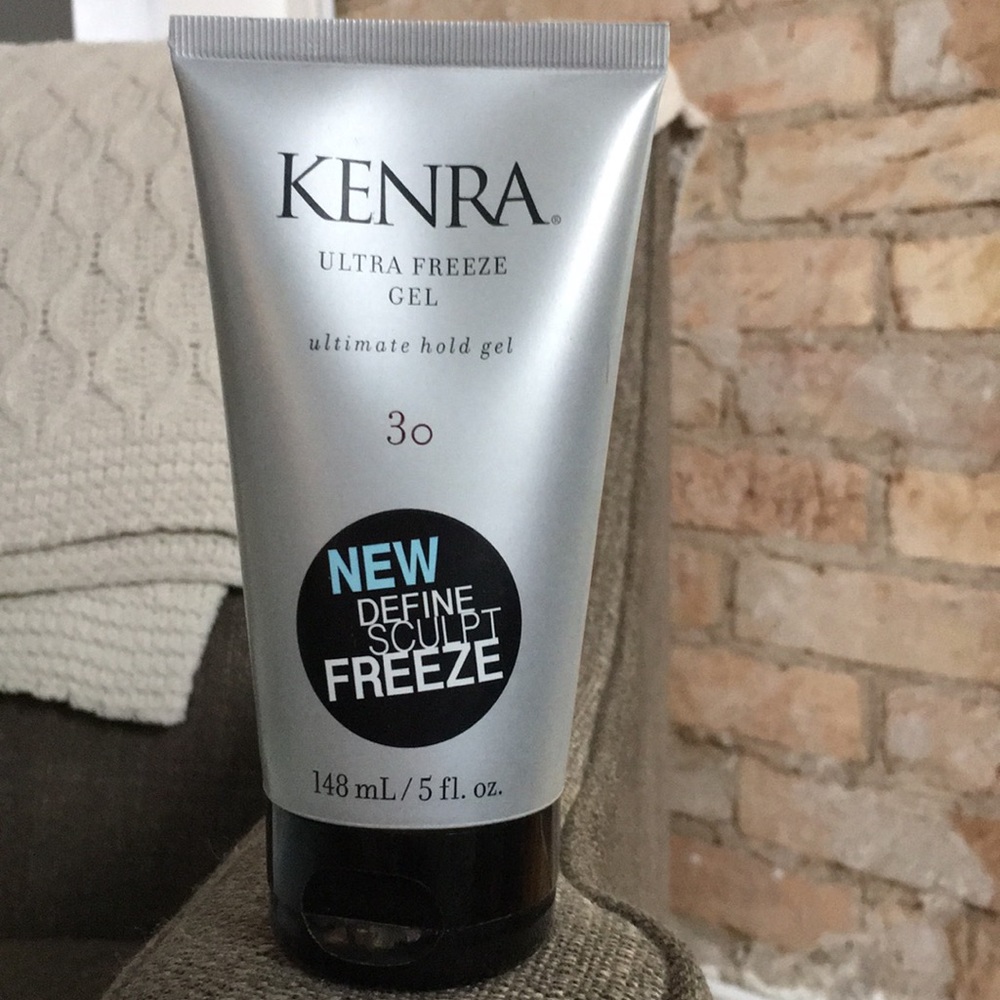 KENRA®
ULTRA FREEZE
GEL
ultimate hold gel
30
NEW
DEFINE
SCULPT
FREEZE
148 mL / 5 fl. oz.